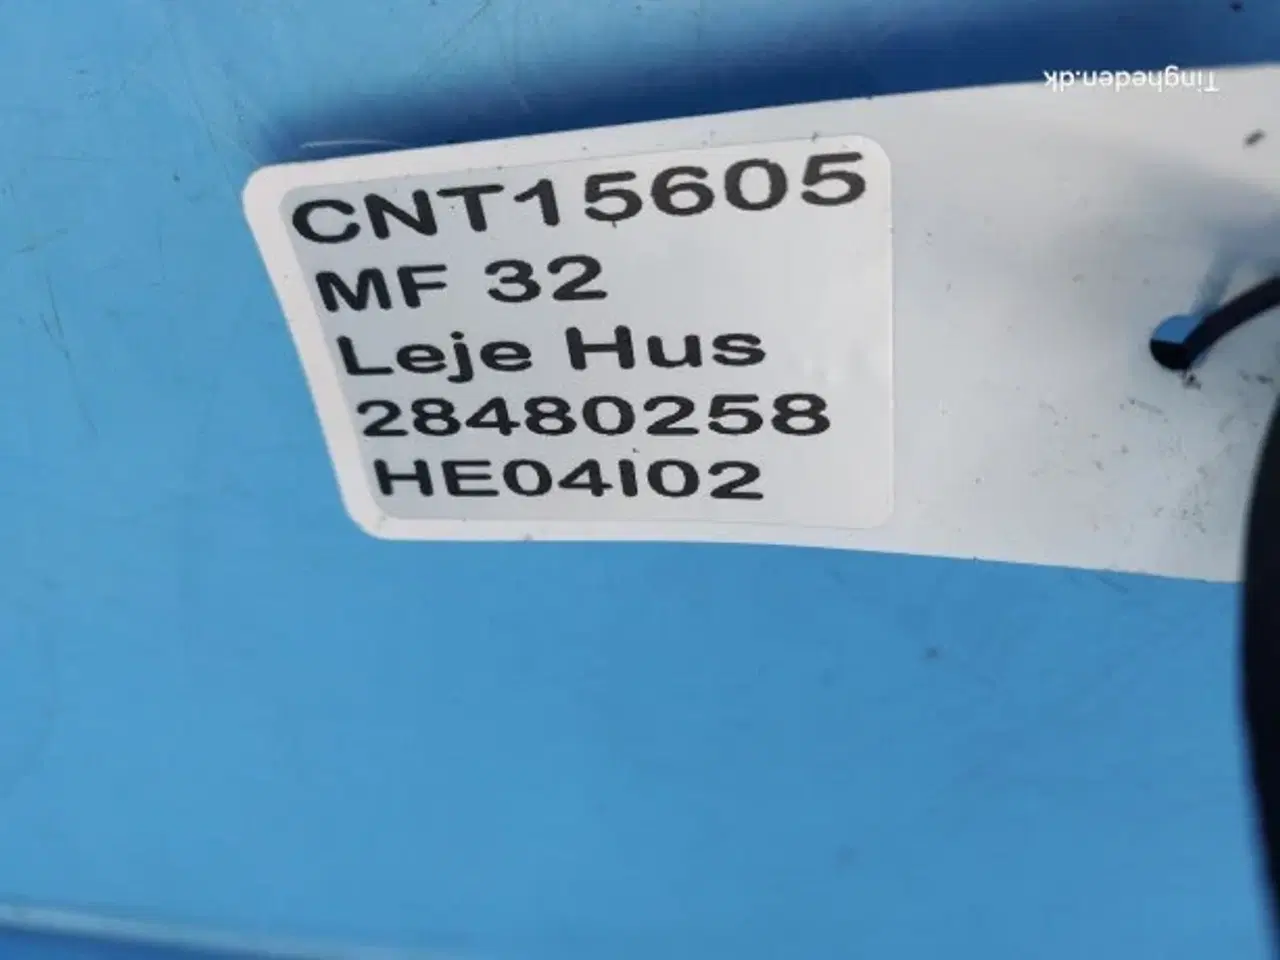 Tingheden.dk
CNT15605
MF 32
Leje Hus
28480258
HE04I02